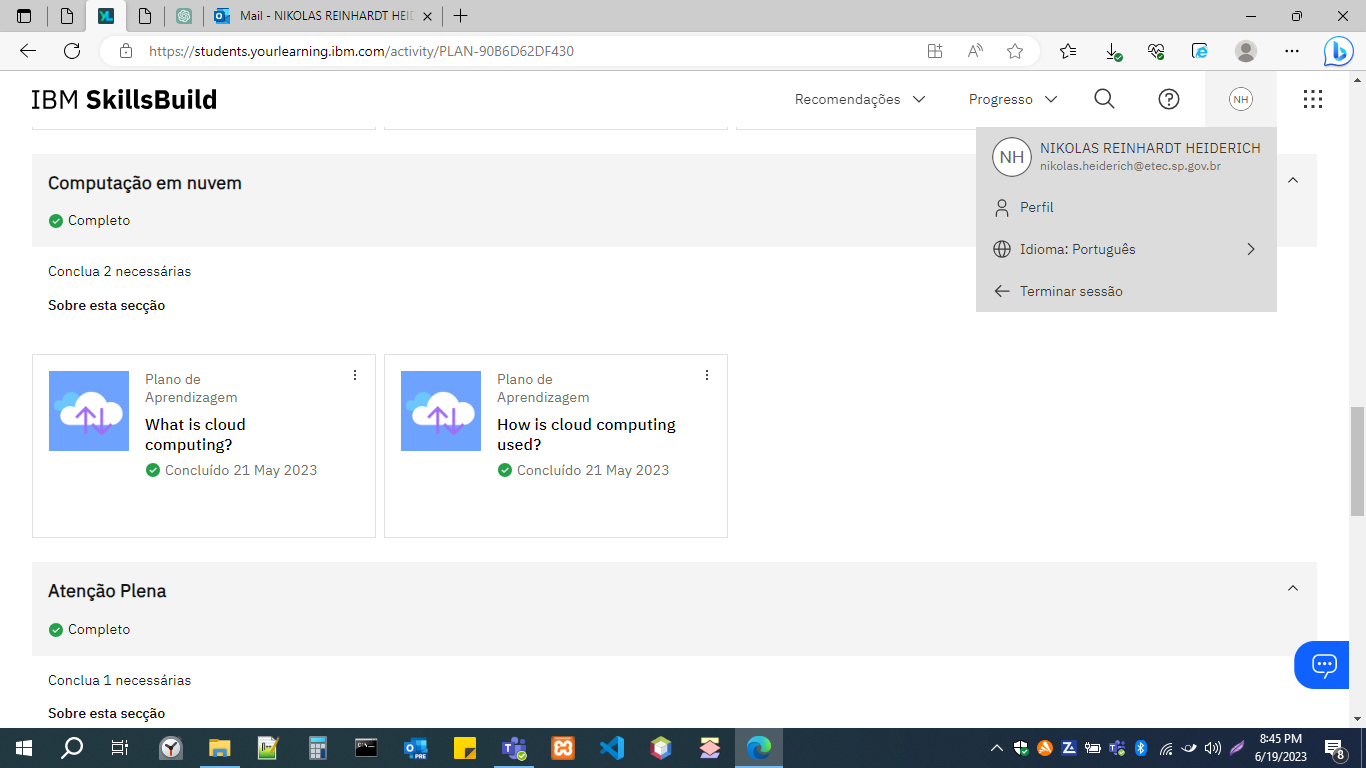 Mail - NIKOLAS REINHARDT HEID
https://students.yourlearning.ibm.com/activity/PLAN-90B6D62DF430
IBM SkillsBuild
Recomendações
Progresso
NH
NH
NIKOLAS REINHARDT HEIDERICH
nikolas.heiderich@etec.sp.gov.br
Perfil
Idioma: Português
Terminar sessão
Computação em nuvem
Completo
Conclua 2 necessárias
Sobre esta secção
Plano de
Aprendizagem
What is cloud
computing?
Concluído 21 May 2023
Plano de
Aprendizagem
How is cloud computing
used?
Concluído 21 May 2023
Atenção Plena
Completo
Conclua 1 necessárias
Sobre esta secção
8:45 PM
6/19/2023
8